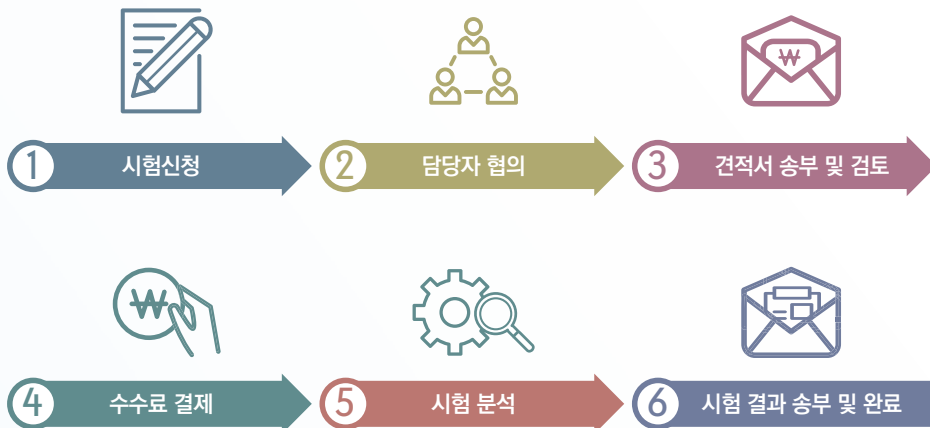 ₩
1 시험신청
2 담당자 협의
3 견적서 송부 및 검토
₩
4 수수료 결제
5 시험 분석
6 시험 결과 송부 및 완료